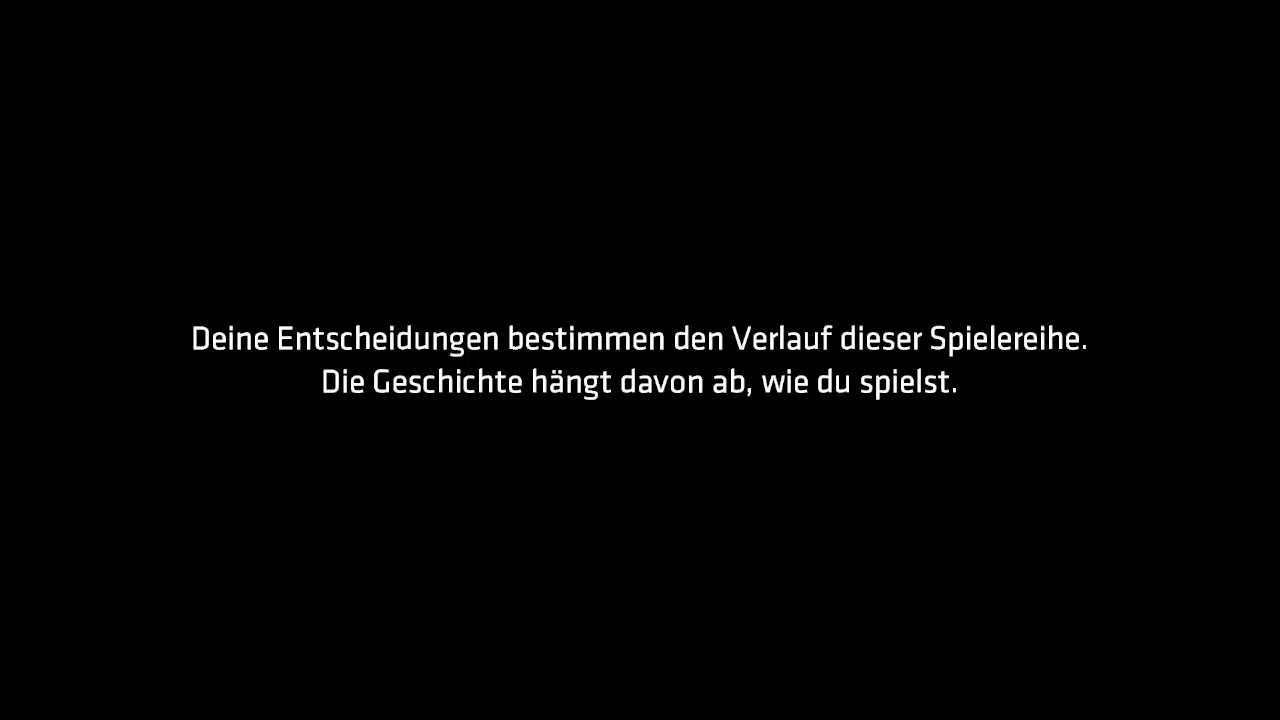 Deine Entscheidungen bestimmen den Verlauf dieser Spielereihe.
Die Geschichte hängt davon ab, wie du spielst.